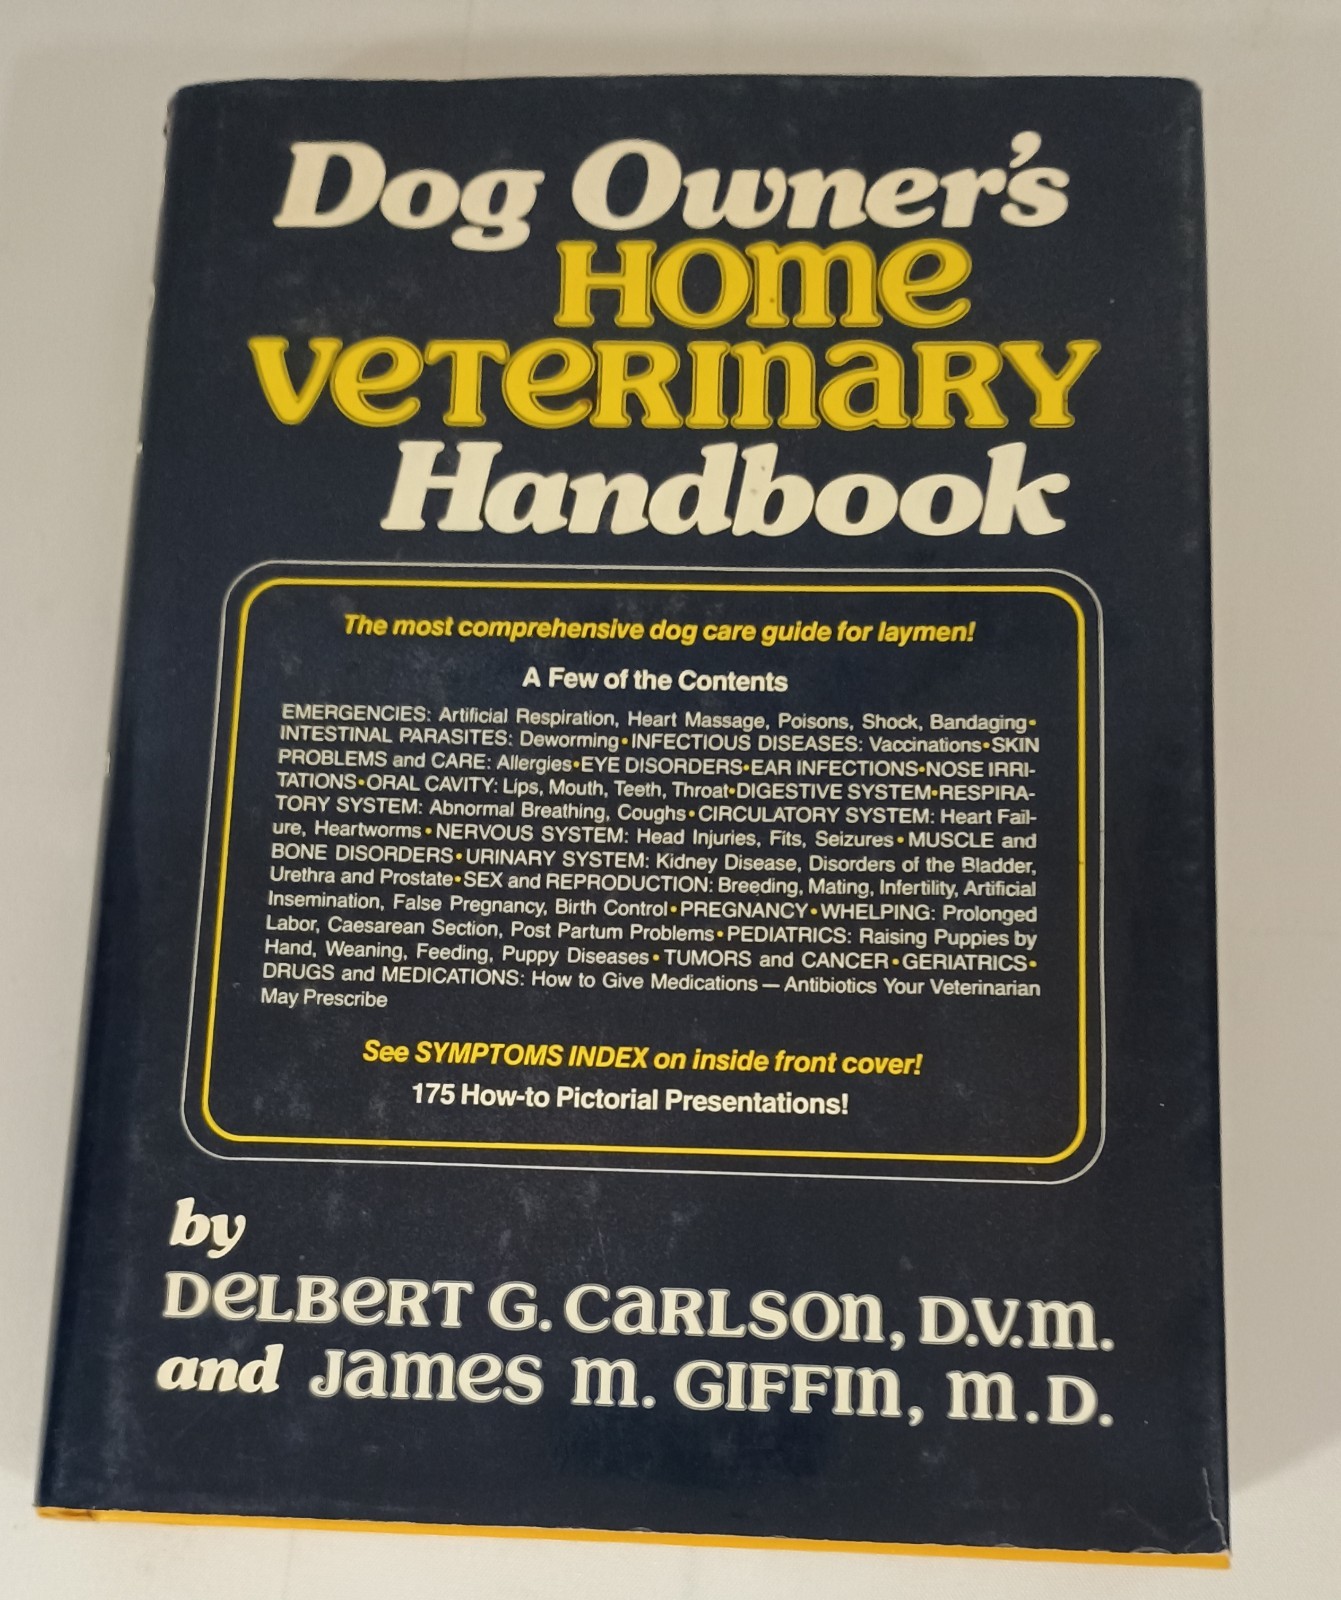 Dog Owner's
HOme
VeTeRInaRY
Handbook
The most comprehensive dog care guide for laymen!
A Few of the Contents
EMERGENCIES: Artificial Respiration, Heart Massage, Poisons, Shock, Bandaging•
INTESTINAL PARASITES: Deworming•INFECTIOUS DISEASES: Vaccinations•SKIN
PROBLEMS and CARE: Allergies•EYE DISORDERS•EAR INFECTIONS•NOSE IRRI-
TATIONS•ORAL CAVITY: Lips, Mouth, Teeth, Throat•DIGESTIVE SYSTEM•RESPIRA-
TORY SYSTEM: Abnormal Breathing, Coughs•CIRCULATORY SYSTEM: Heart Fail-
ure, Heartworms•NERVOUS SYSTEM: Head Injuries, Fits, Seizures•MUSCLE and
BONE DISORDERS•URINARY SYSTEM: Kidney Disease, Disorders of the Bladder,
Urethra and Prostate•SEX and REPRODUCTION: Breeding, Mating, Infertility, Artificial
Insemination, False Pregnancy, Birth Control•PREGNANCY•WHELPING: Prolonged
Labor, Caesarean Section, Post Partum Problems•PEDIATRICS: Raising Puppies by
Hand, Weaning, Feeding, Puppy Diseases•TUMORS and CANCER•GERIATRICS•
DRUGS and MEDICATIONS: How to Give Medications — Antibiotics Your Veterinarian
May Prescribe
See SYMPTOMS INDEX on inside front cover!
175 How-to Pictorial Presentations!
by
DeLBeRT G. CaRLSOn, D.V.m.
and James m. GIFFIn, m.D.